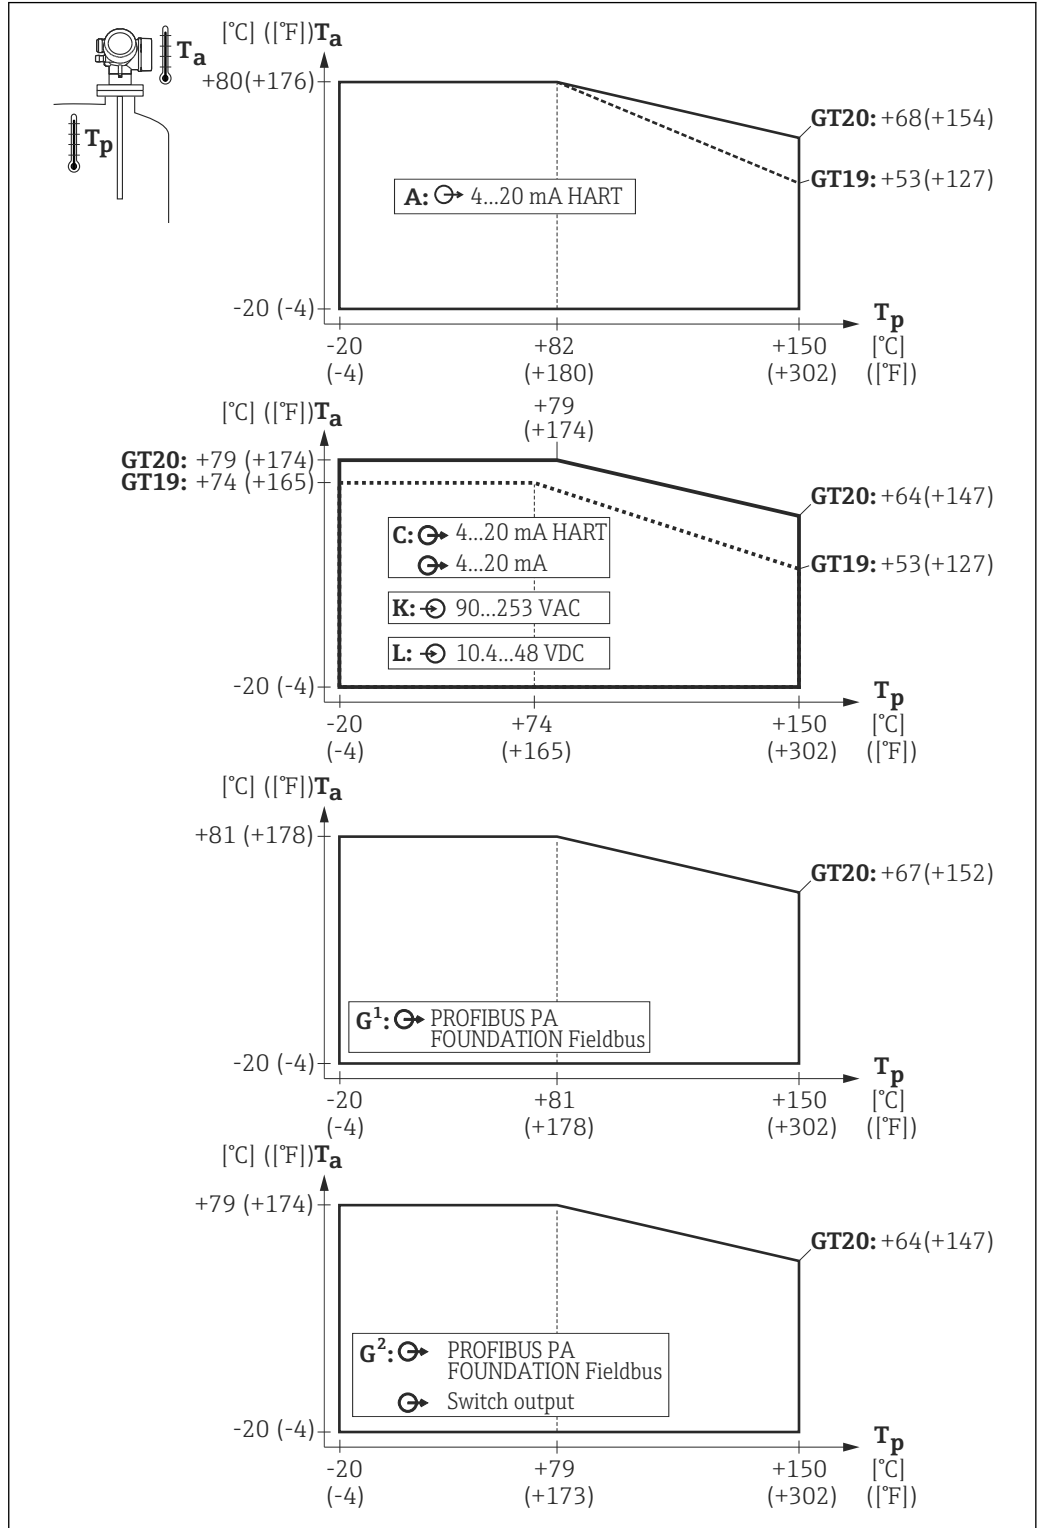 [°C] ([°F])Ta
Ta
+80(+176)
GT20: +68(+154)
Tp
GT19: +53(+127)
A: 4...20 mA HART
-20 (-4)
Tp
-20 +82 +150 [°C]
(-4) (+180) (+302) ([°F])
+79
[°C] ([°F])Ta (+174)
GT20: +79 (+174)
GT19: +74 (+165)
GT20: +64(+147)
C: 4...20 mA HART
4...20 mA
GT19: +53(+127)
K: 90...253 VAC
L: 10.4...48 VDC
-20 (-4)
Tp
-20 +74 +150 [°C]
(-4) (+165) (+302) ([°F])
[°C] ([°F])Ta
+81 (+178)
GT20: +67(+152)
G1: PROFIBUS PA
FOUNDATION Fieldbus
-20 (-4)
Tp
-20 +81 +150 [°C]
(-4) (+178) (+302) ([°F])
[°C] ([°F])Ta
+79 (+174)
GT20: +64(+147)
G2: PROFIBUS PA
FOUNDATION Fieldbus
Switch output
-20 (-4)
Tp
-20 +79 +150 [°C]
(-4) (+173) (+302) ([°F])